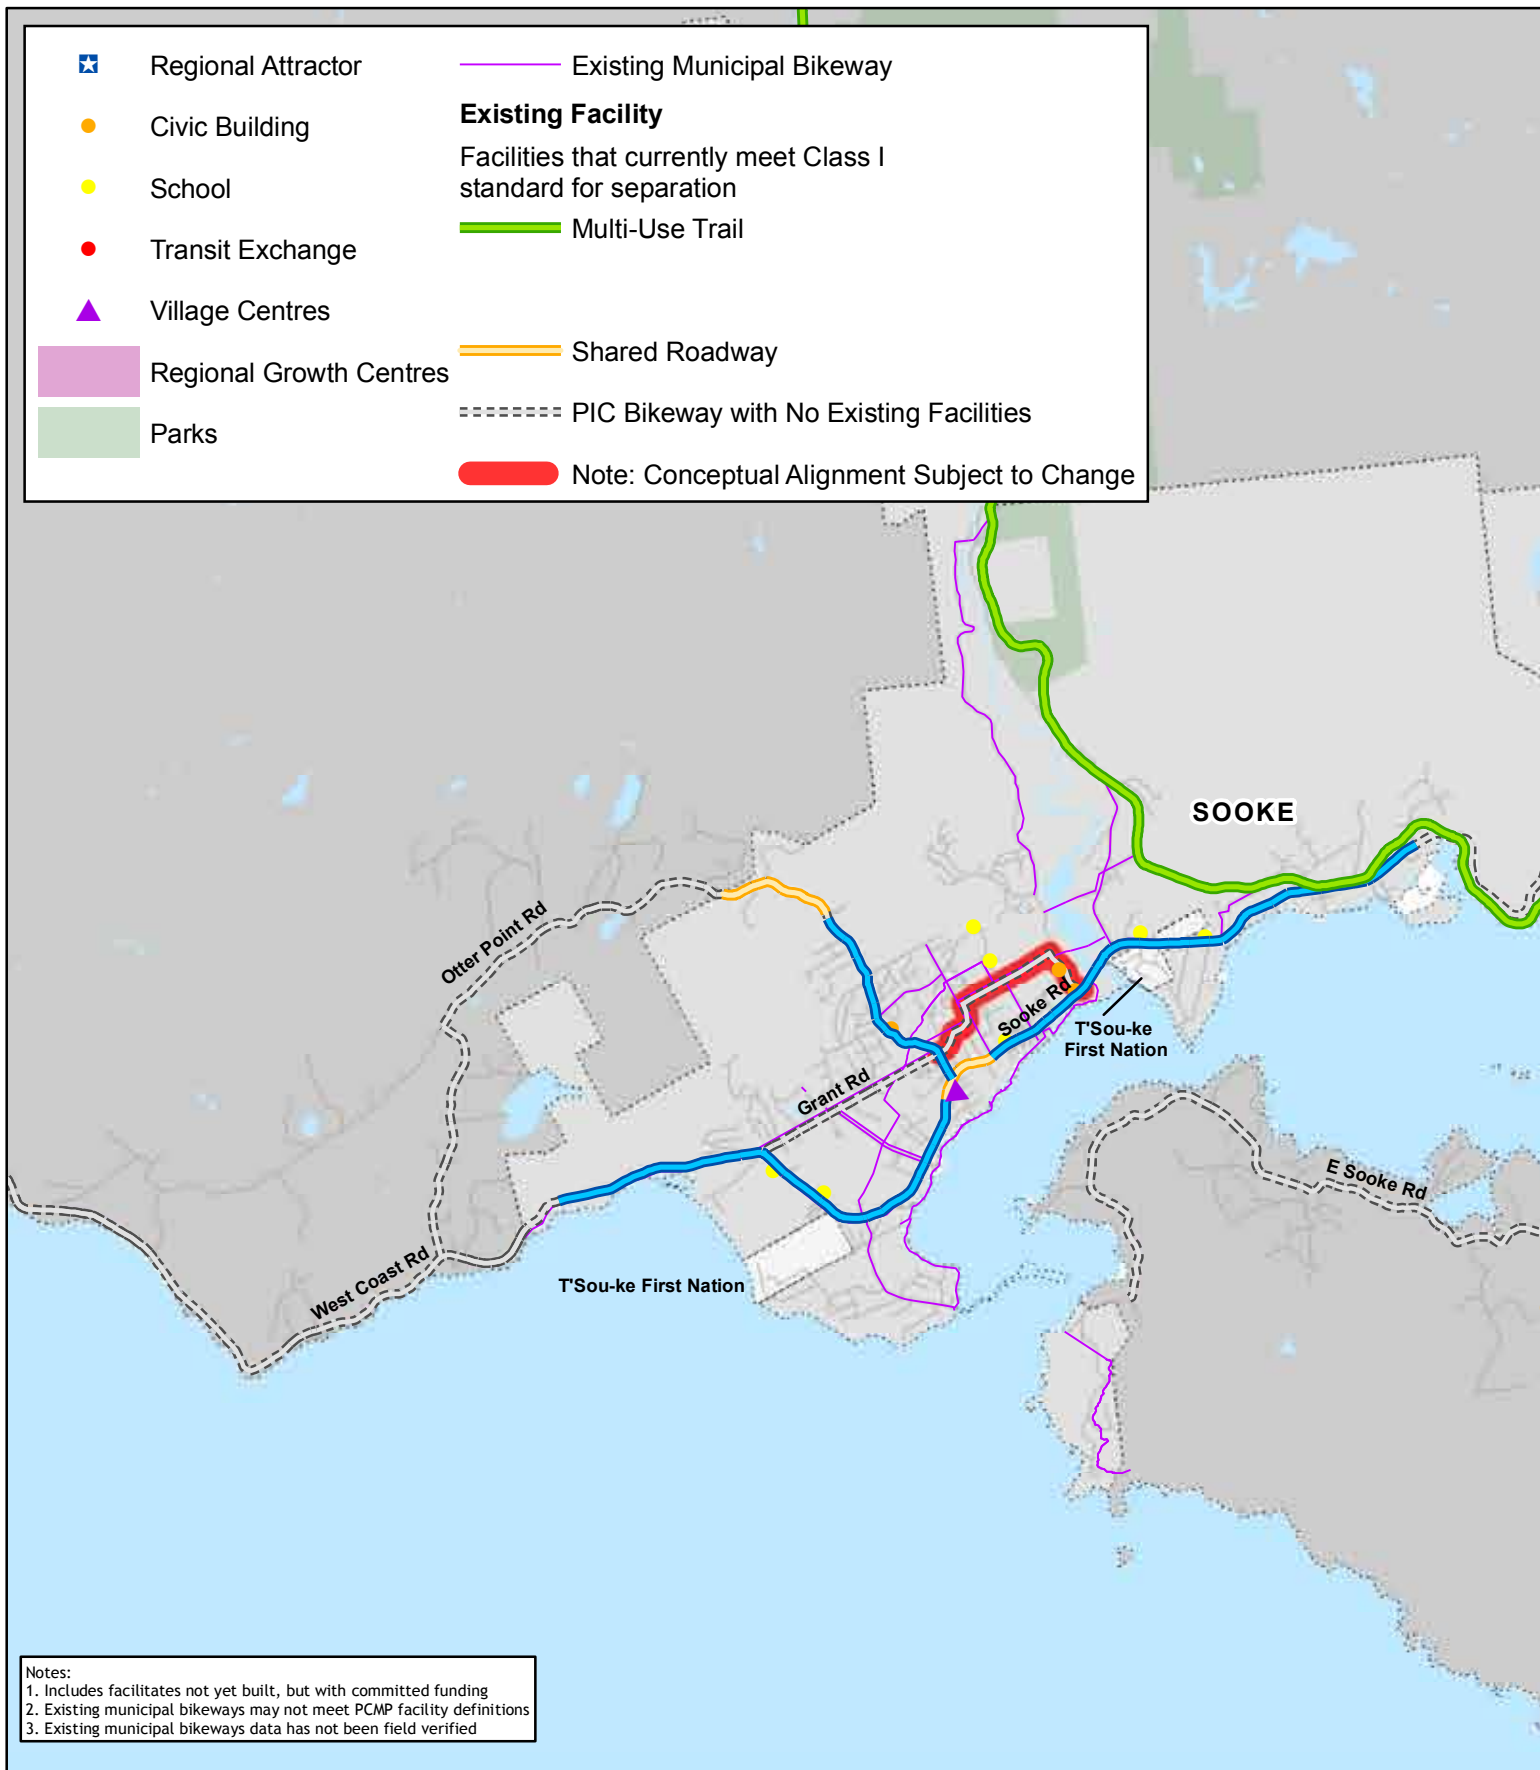 Regional Attractor
Civic Building
School
Transit Exchange
Village Centres
Regional Growth Centres
Parks
Existing Municipal Bikeway
Existing Facility
Facilities that currently meet Class I
standard for separation
Multi-Use Trail
Shared Roadway
PIC Bikeway with No Existing Facilities
Note: Conceptual Alignment Subject to Change
SOOKE
Otter Point Rd
Sooke Rd
T'Sou-ke
First Nation
Grant Rd
E Sooke Rd
West Coast Rd
T'Sou-ke First Nation
Notes:
1. Includes facilitates not yet built, but with committed funding
2. Existing municipal bikeways may not meet PCMP facility definitions
3. Existing municipal bikeways data has not been field verified